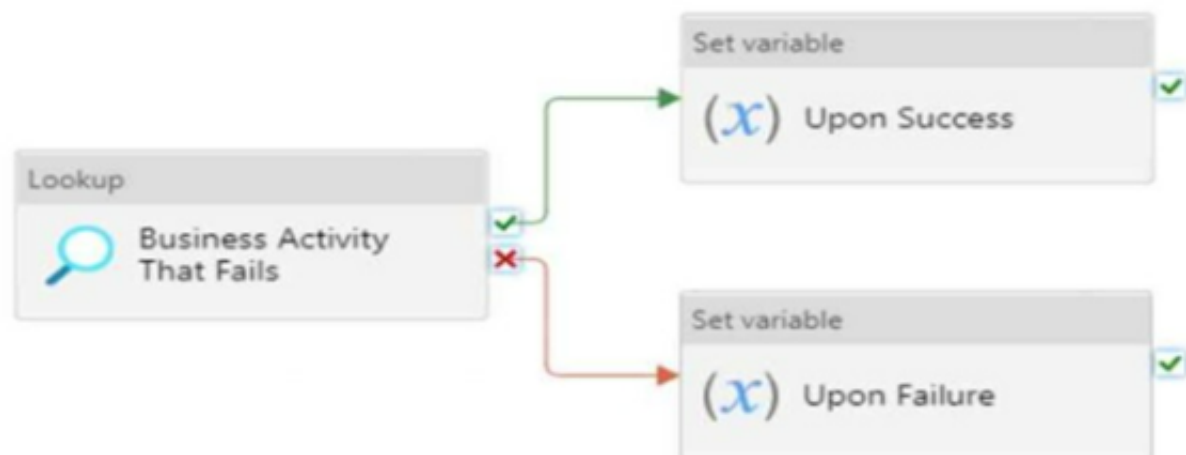 Set variable
(x) Upon Success
Lookup
Business Activity
That Fails
Set variable
(x) Upon Failure